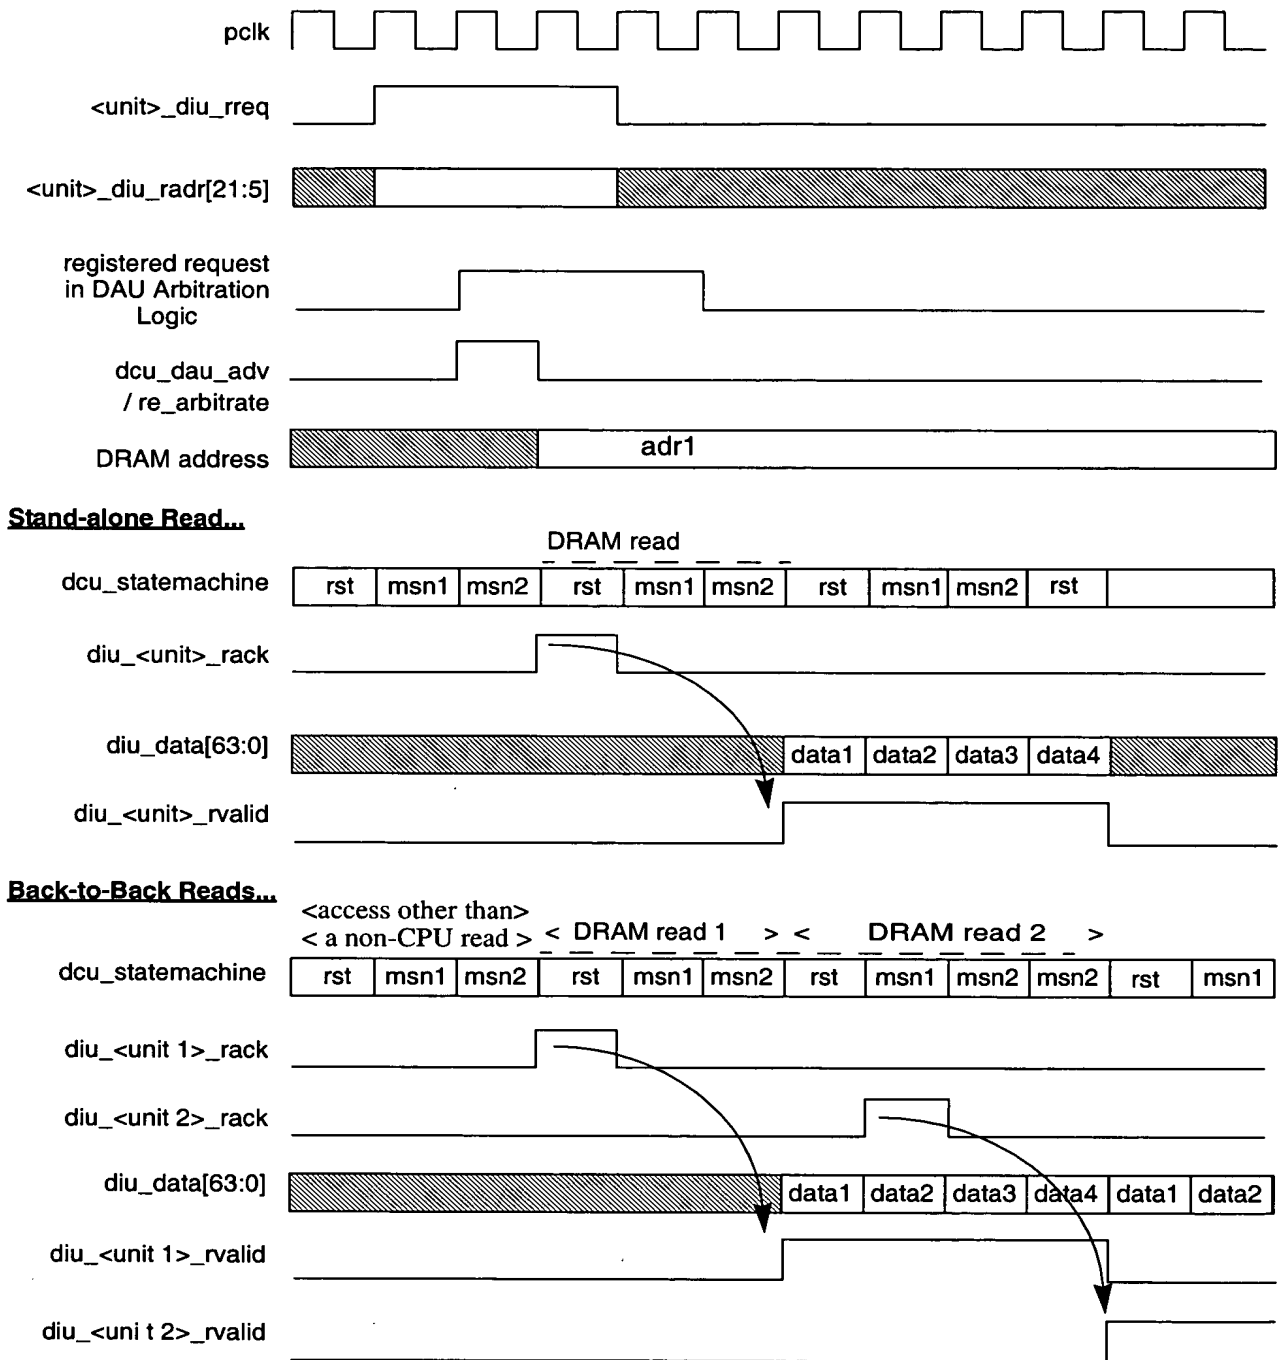 pclk
<unit>_diu_rreq
<unit>_diu_radr[21:5]
registered request
in DAU Arbitration
Logic
dcu_dau_adv
/ re_arbitrate
DRAM address
adr1
Stand-alone Read...
DRAM read
dcu_statemachine rst msn1 msn2 rst msn1 msn2 rst msn1 msn2 rst
diu_<unit>_rack
diu_data[63:0] data1 data2 data3 data4
diu_<unit>_rvalid
Back-to-Back Reads...
<access other than>
< a non-CPU read > < DRAM read 1 > < DRAM read 2 >
dcu_statemachine rst msn1 msn2 rst msn1 msn2 rst msn1 msn2 msn2 rst msn1
diu_<unit 1>_rack
diu_<unit 2>_rack
diu_data[63:0] data1 data2 data3 data4 data1 data2
diu_<unit 1>_rvalid
diu_<uni t 2>_rvalid